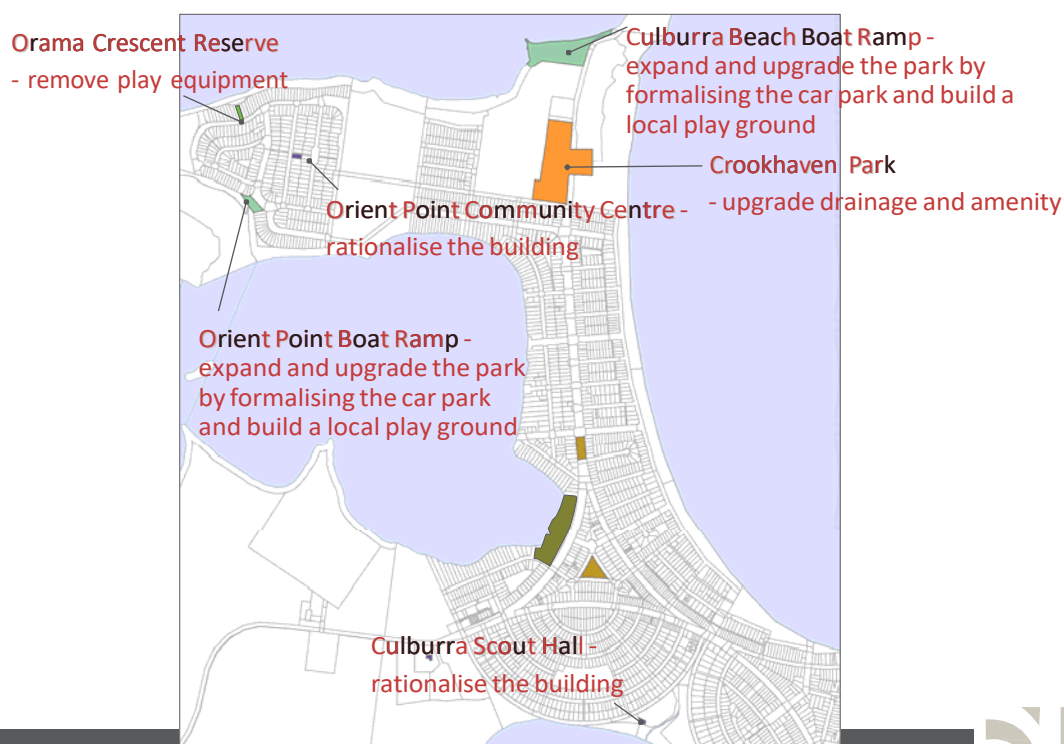 Orama Crescent Reserve
- remove play equipment
Culburra Beach Boat Ramp -
expand and upgrade the park by
formalising the car park and build a
local play ground
Crookhaven Park
- upgrade drainage and amenity
Orient Point Community Centre -
rationalise the building
Orient Point Boat Ramp -
expand and upgrade the park
by formalising the car park
and build a local play ground
Culburra Scout Hall -
rationalise the building